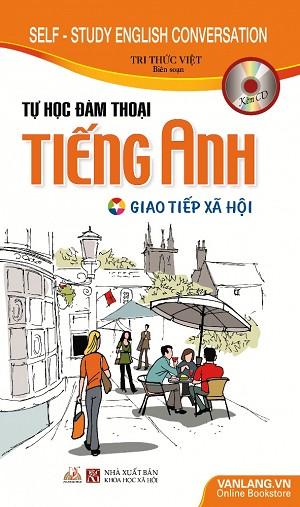 SELF - STUDY ENGLISH CONVERSATION
TRI THỨC VIỆT
Biên soạn
Kèm CD
TỰ HỌC ĐÀM THOẠI
TIẾNG ANH
GIAO TIẾP XÃ HỘI
NHÀ XUẤT BẢN
KHOA HỌC XÃ HỘI
VANLANG.VN
Online Bookstore